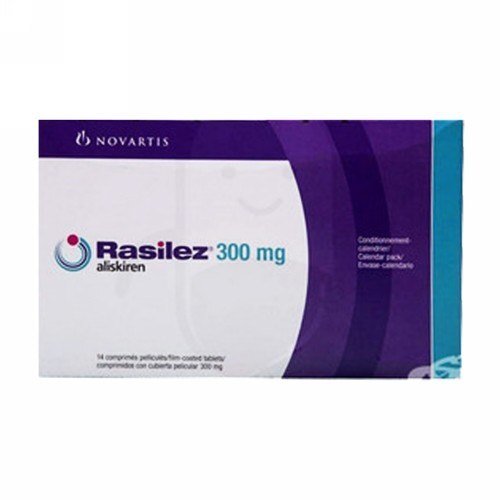 NOVARTIS
Rasilez® 300 mg
aliskiren
Conditionnement-
calendrier/
Calendar pack/
Envase-calendario
14 comprimés pelliculés/film-coated tablets/
comprimidos con cubierta pelicular 300 mg